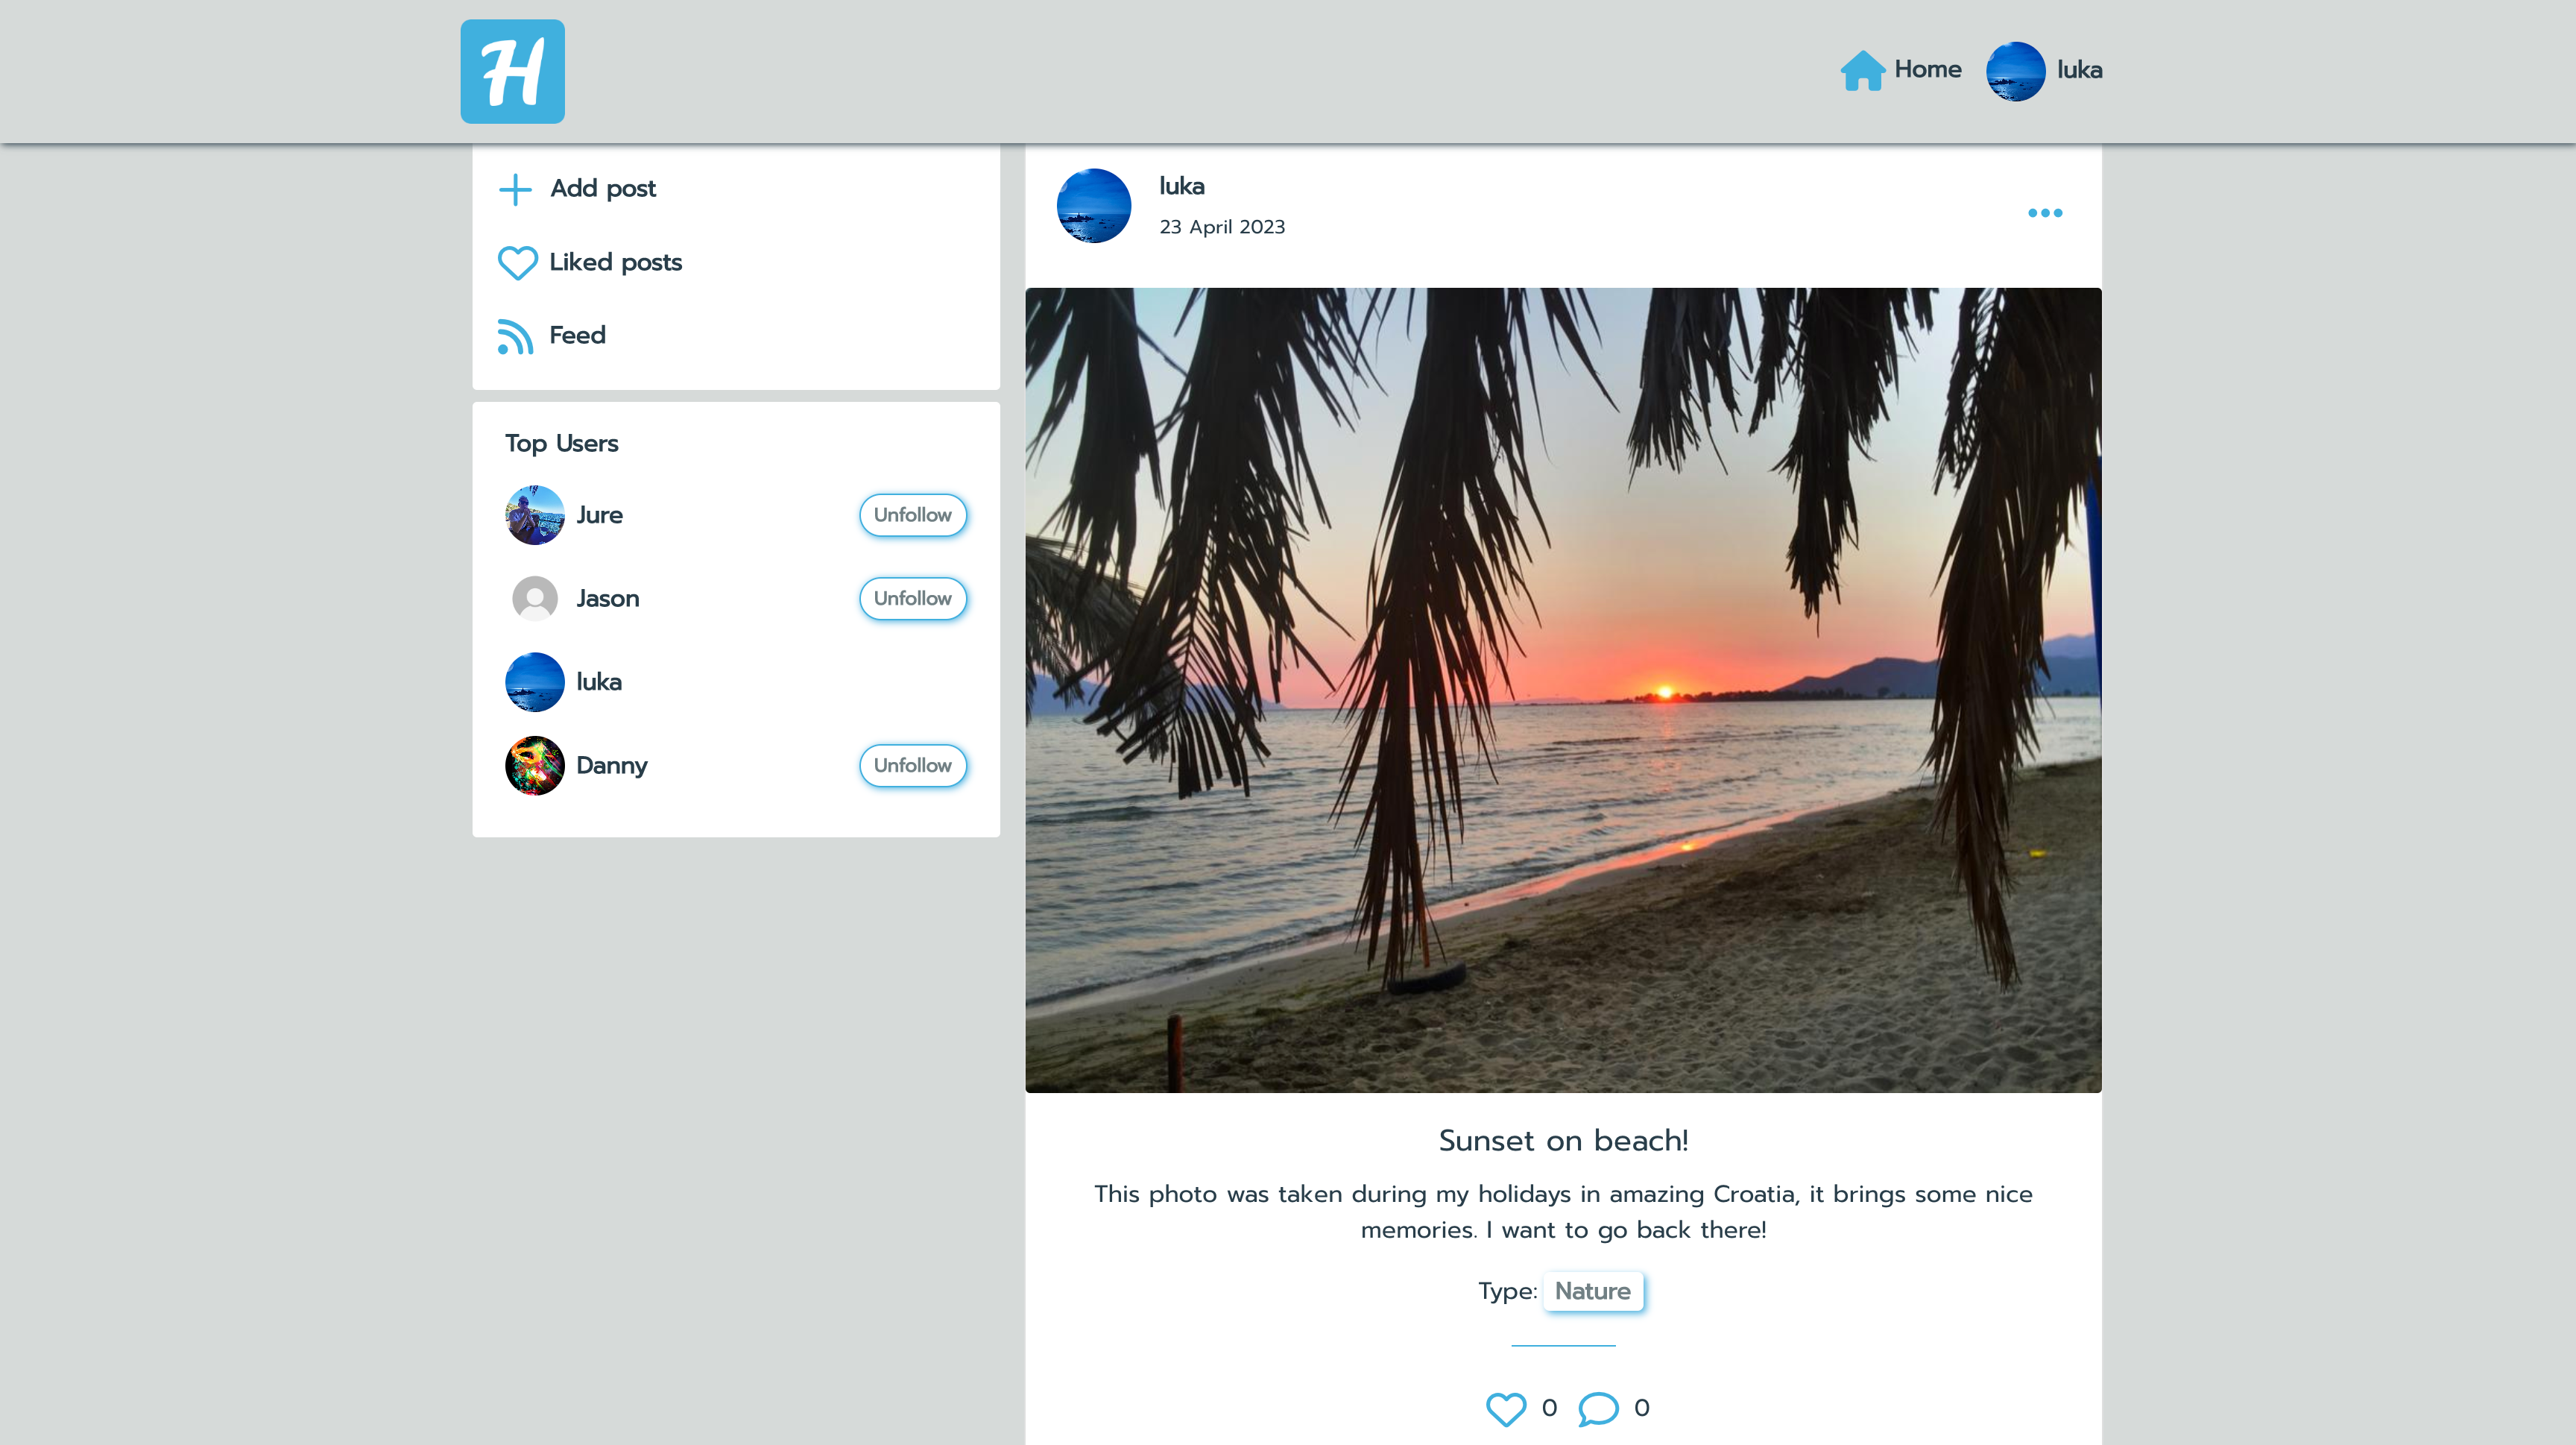 H
Home
luka
Add post
Liked posts
Feed
Top Users
Jure
Unfollow
Jason
Unfollow
luka
Danny
Unfollow
luka
23 April 2023
Sunset on beach!
This photo was taken during my holidays in amazing Croatia, it brings some nice
memories. I want to go back there!
Type: Nature
0
0